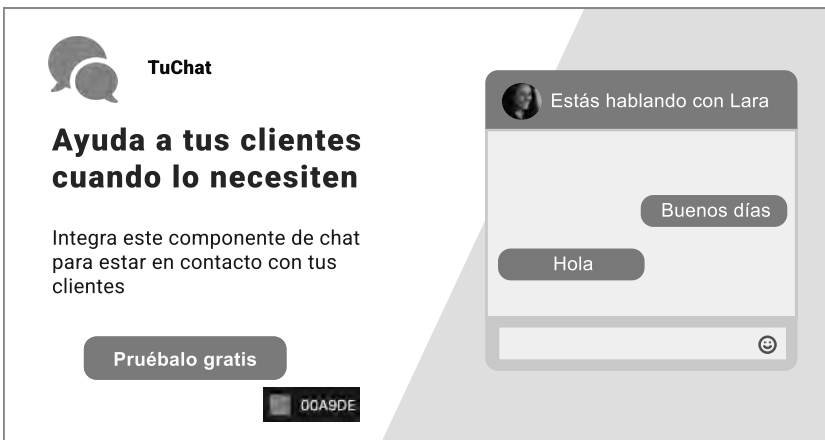 TuChat
Ayuda a tus clientes
cuando lo necesiten
Integra este componente de chat
para estar en contacto con tus
clientes
Pruébalo gratis
00A9DE
Estás hablando con Lara
Buenos días
Hola